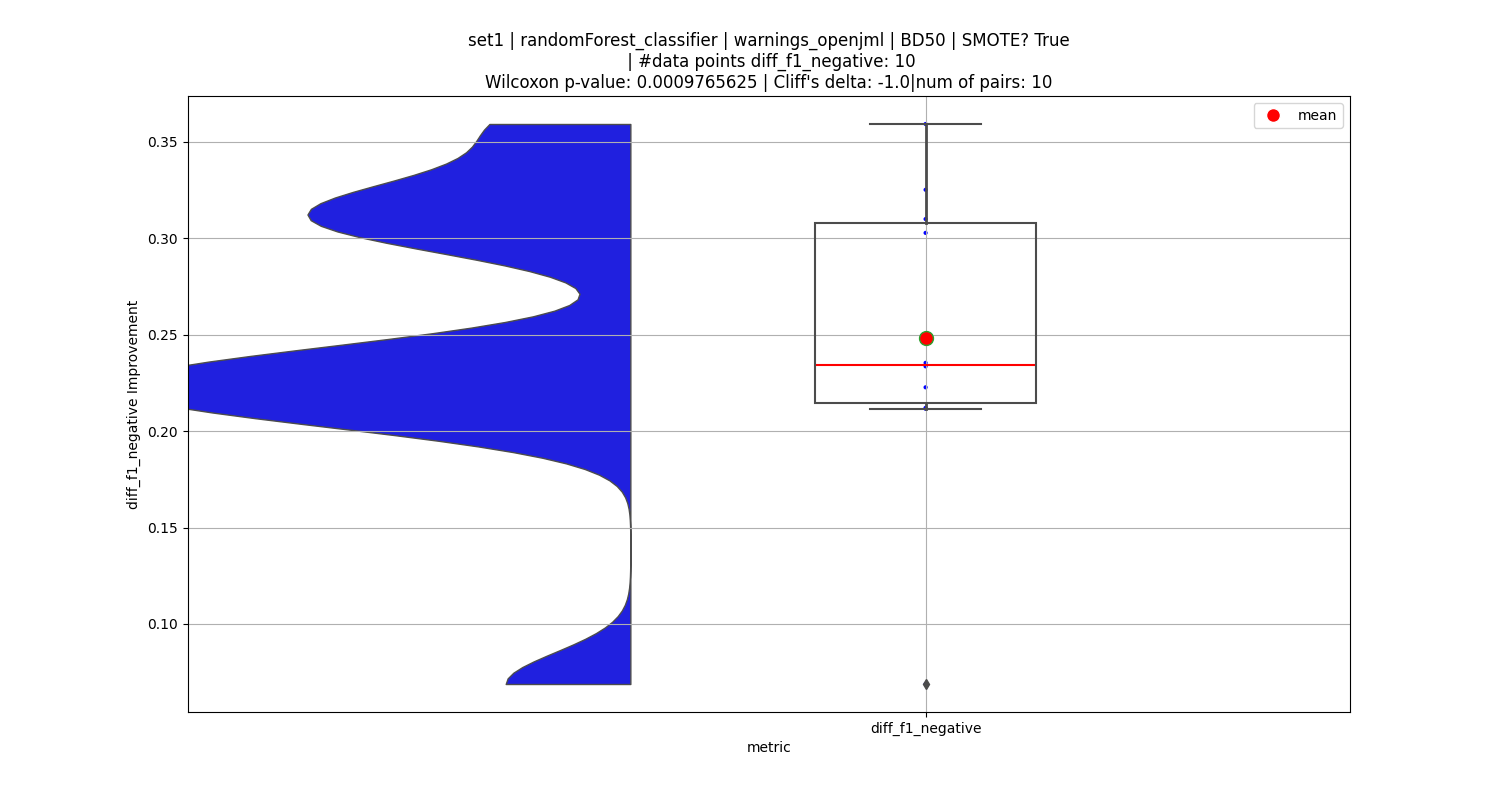 set1 | randomForest_classifier | warnings_openjml | BD50 | SMOTE? True
| #data points diff_f1_negative: 10
Wilcoxon p-value: 0.0009765625 | Cliff's delta: -1.0|num of pairs: 10
mean
0.35
0.30
0.25
0.20
0.15
0.10
diff_f1_negative Improvement
diff_f1_negative
metric